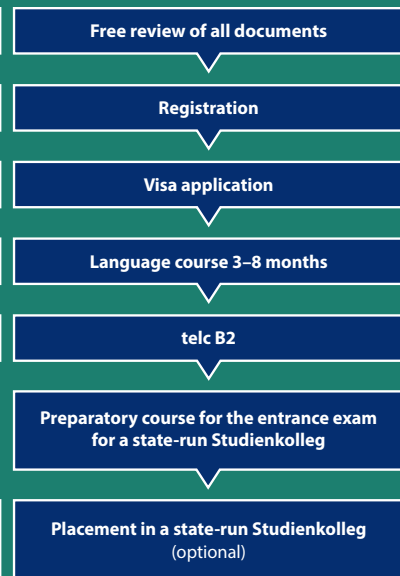 Free review of all documents
Registration
Visa application
Language course 3–8 months
telc B2
Preparatory course for the entrance exam
for a state-run Studienkolleg
Placement in a state-run Studienkolleg
(optional)